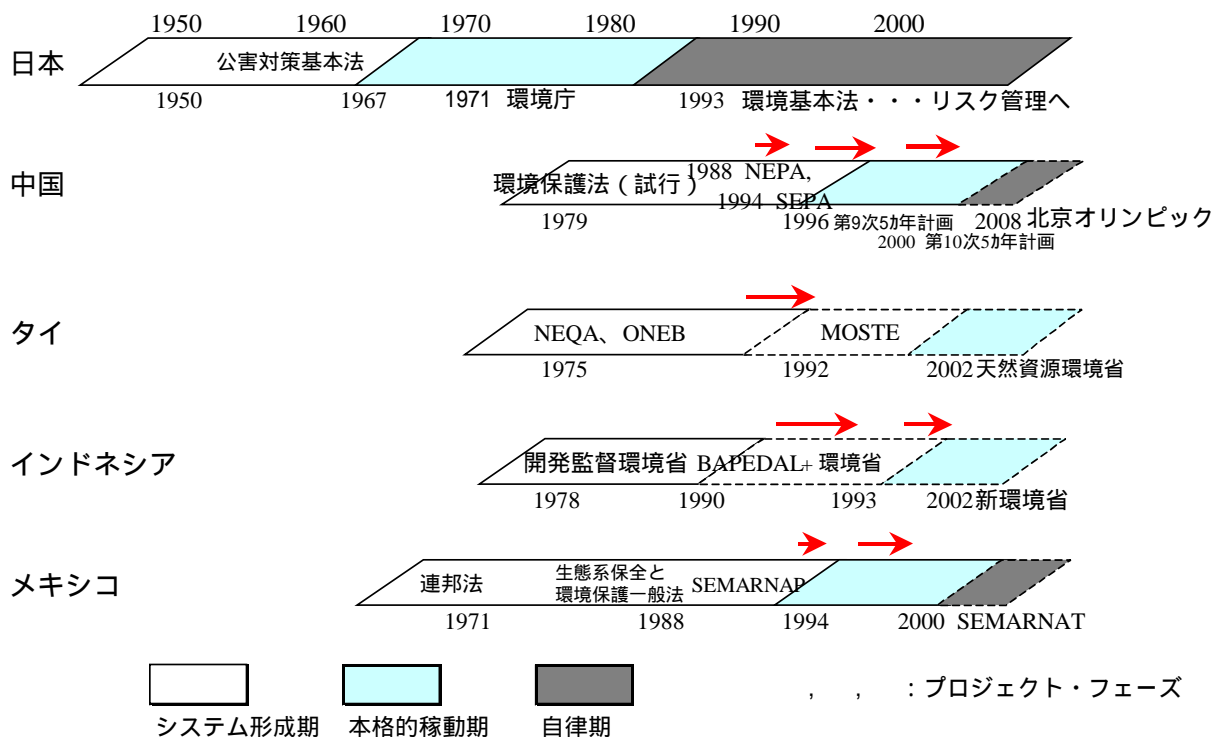 1950 1960 1970 1980 1990 2000
日本
公害対策基本法
1950 1967 1971 環境庁 1993 環境基本法・・・リスク管理へ
中国
環境保護法（試行）
1988 NEPA,
1994 SEPA
1979 1996 第9次5カ年計画 2008 北京オリンピック
2000 第10次5カ年計画
タイ
NEQA、ONEB MOSTE
1975 1992 2002 天然資源環境省
インドネシア
開発監督環境省 BAPEDAL+環境省
1978 1990 1993 2002 新環境省
メキシコ
連邦法
生態系保全と
環境保護一般法
SEMARNAP
1971 1988 1994 2000 SEMARNAT
, , : プロジェクト・フェーズ
システム形成期 本格的稼動期 自律期